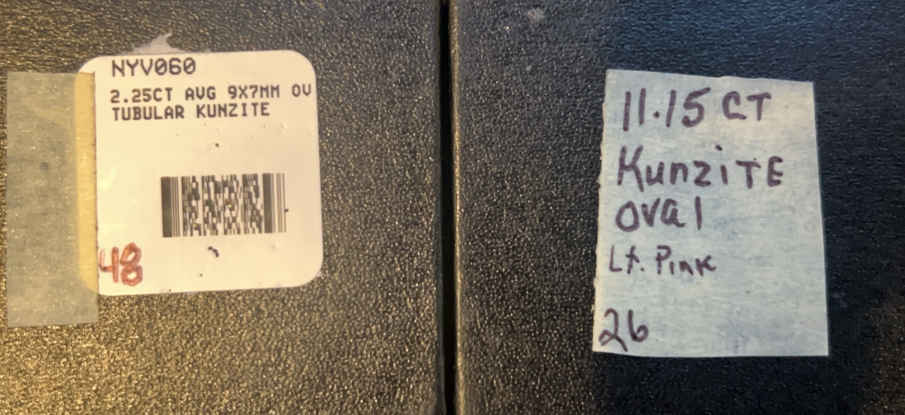 NYV060
2.25CT AVG 9X7MM OV
TUBULAR KUNZITE
48
11.15 CT
KunziTE
oval
Lt. Pink
26